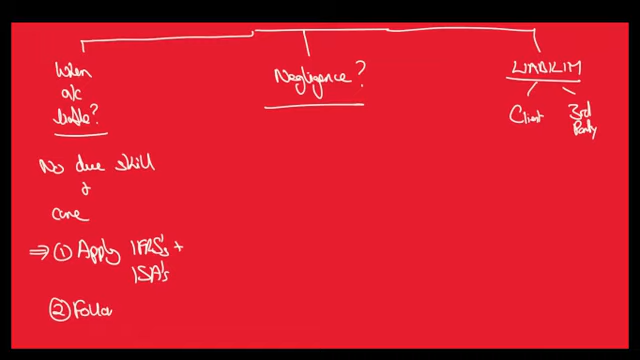 When
a/c
liable?
No due skill
&
care
⇒ ① Apply IFRS's +
ISA's
② Follo
Negligence?
LIABILITY
Client
3rd
Party